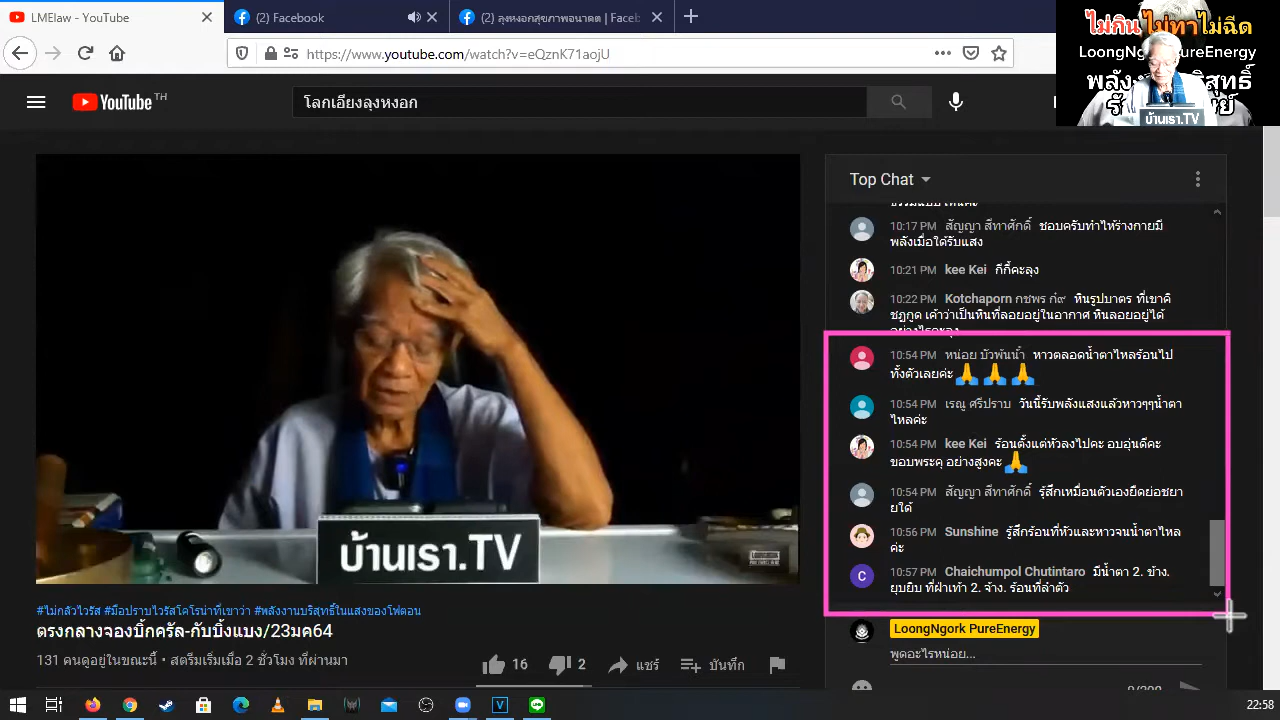 LMElaw - YouTube
(2) Facebook
(2) ลุงหงอกสุขภาพอนาคต | Faceb
https://www.youtube.com/watch?v=eQznK71aojU
ไม่กินไม่ทาไม่ฉีด
บ้านเรา.TV
YouTube TH
โลกเอียงลุงหงอก
Top Chat
10:17 PM สัญญา สีทาศักดิ์ ชอบครับทำไห้ร่างกายมี
พลังเมื่อใด้รับแสง
10:21 PM kee Kei กีกี้คะลุง
10:22 PM Kotchaporn กชพร ก๋๙ หินรูปบาตร ที่เขาคิ
ชฏกูด เค้าว่าเป็นหินที่ลอยอยู่ในอากาศ หินลอยอยู่ได้
อย่างไรคะลุง
10:54 PM หน่อย บัวพันน้ำ หาวตลอดน้ำตาไหลร้อนไป
ทั้งตัวเลยค่ะ🙏🙏🙏
10:54 PM เรณู ศรีปราบ วันนี้รับพลังแสงแล้วหาวๆๆน้ำตา
ไหลค่ะ
10:54 PM kee Kei ร้อนตั้งแต่หัวลงไปคะ อบอุ่นดีคะ
ขอบพระคุ อย่างสูงคะ 🙏
10:54 PM สัญญา สีทาศักดิ์ รู้สึกเหมื่อนตัวเองยืดย่อชยา
ยใด้
10:56 PM Sunshine รู้สึกร้อนที่หัวและหาวจนน้ำตาไหล
ค่ะ
10:57 PM Chaichumpol Chutintaro มีน้ำตา 2. ข้าง.
ยุบยิบ ที่ฝ่าเท้า 2. จ้าง. ร้อนที่ลำตัว
LoongNgork PureEnergy
พูดอะไรหน่อย...
0/200
บ้านเรา.TV
#ไม่กลัวไวรัส #มือปราบไวรัสโคโรน่าที่เขาว่า #พลังงานบริสุทธิ์ในแสงของโฟตอน
ตรงกลางจองบิ้กครัล-กับบิ้งแบง/23มค64
131 คนดูอยู่ในขณะนี้ • สตรีมเริ่มเมื่อ 2 ชั่วโมง ที่ผ่านมา
16
2
แชร์
บันทึก
22:58